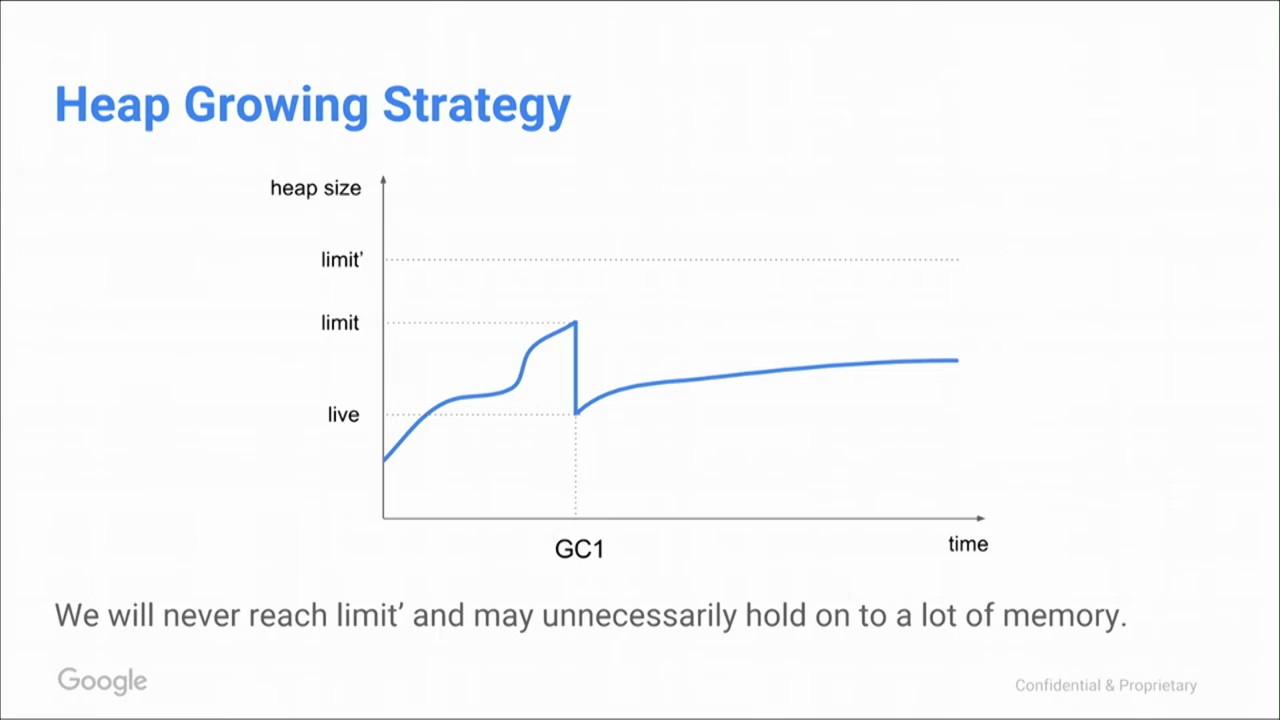 Heap Growing Strategy
heap size
limit’
limit
live
GC1
time
We will never reach limit’ and may unnecessarily hold on to a lot of memory.
Google
Confidential & Proprietary